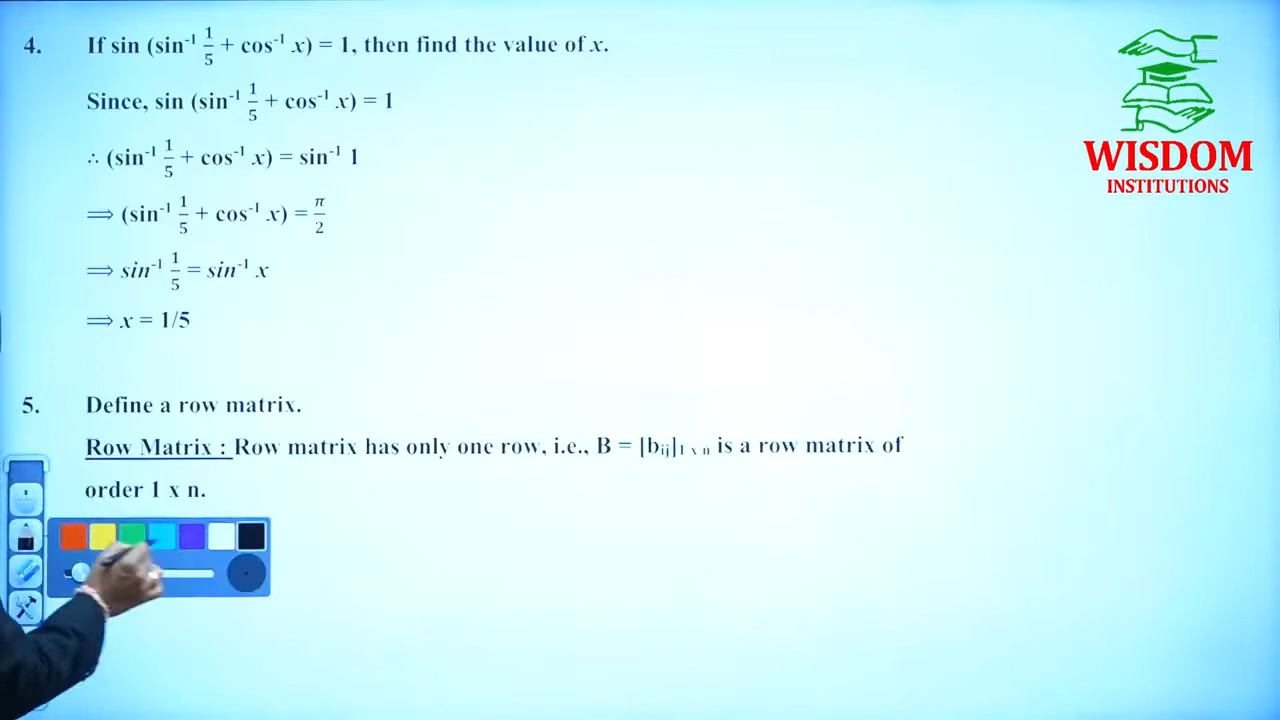 4. If sin (sin⁻¹ 1/5 + cos⁻¹ x) = 1, then find the value of x.
Since, sin (sin⁻¹ 1/5 + cos⁻¹ x) = 1
∴ (sin⁻¹ 1/5 + cos⁻¹ x) = sin⁻¹ 1
⟹ (sin⁻¹ 1/5 + cos⁻¹ x) = π/2
⟹ sin⁻¹ 1/5 = sin⁻¹ x
⟹ x = 1/5
5. Define a row matrix.
Row Matrix : Row matrix has only one row, i.e., B = [bᵢⱼ]₁ ₓ ₙ is a row matrix of
order 1 x n.
WISDOM
INSTITUTIONS